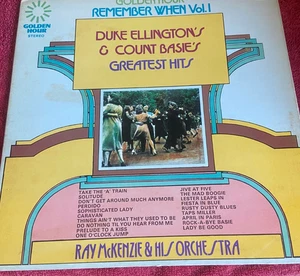 GOLDEN HOUR
REMEMBER WHEN Vol.1
GOLDEN
HOUR
STEREO
DUKE ELLINGTON'S
& COUNT BASIE'S
GREATEST HITS
TAKE THE 'A' TRAIN
SOLITUDE
DON'T GET AROUND MUCH ANYMORE
PERDIDO
SOPHISTICATED LADY
CARAVAN
THINGS AIN'T WHAT THEY USED TO BE
DO NOTHING TIL YOU HEAR FROM ME
PRELUDE TO A KISS
ONE O'CLOCK JUMP
JIVE AT FIVE
THE MAD BOOGIE
LESTER LEAPS IN
FIESTA IN BLUE
RUSTY DUSTY BLUES
TAPS MILLER
APRIL IN PARIS
ROCK-A-BYE BASIE
LADY BE GOOD
RAY McKENZIE & HIS ORCHESTRA